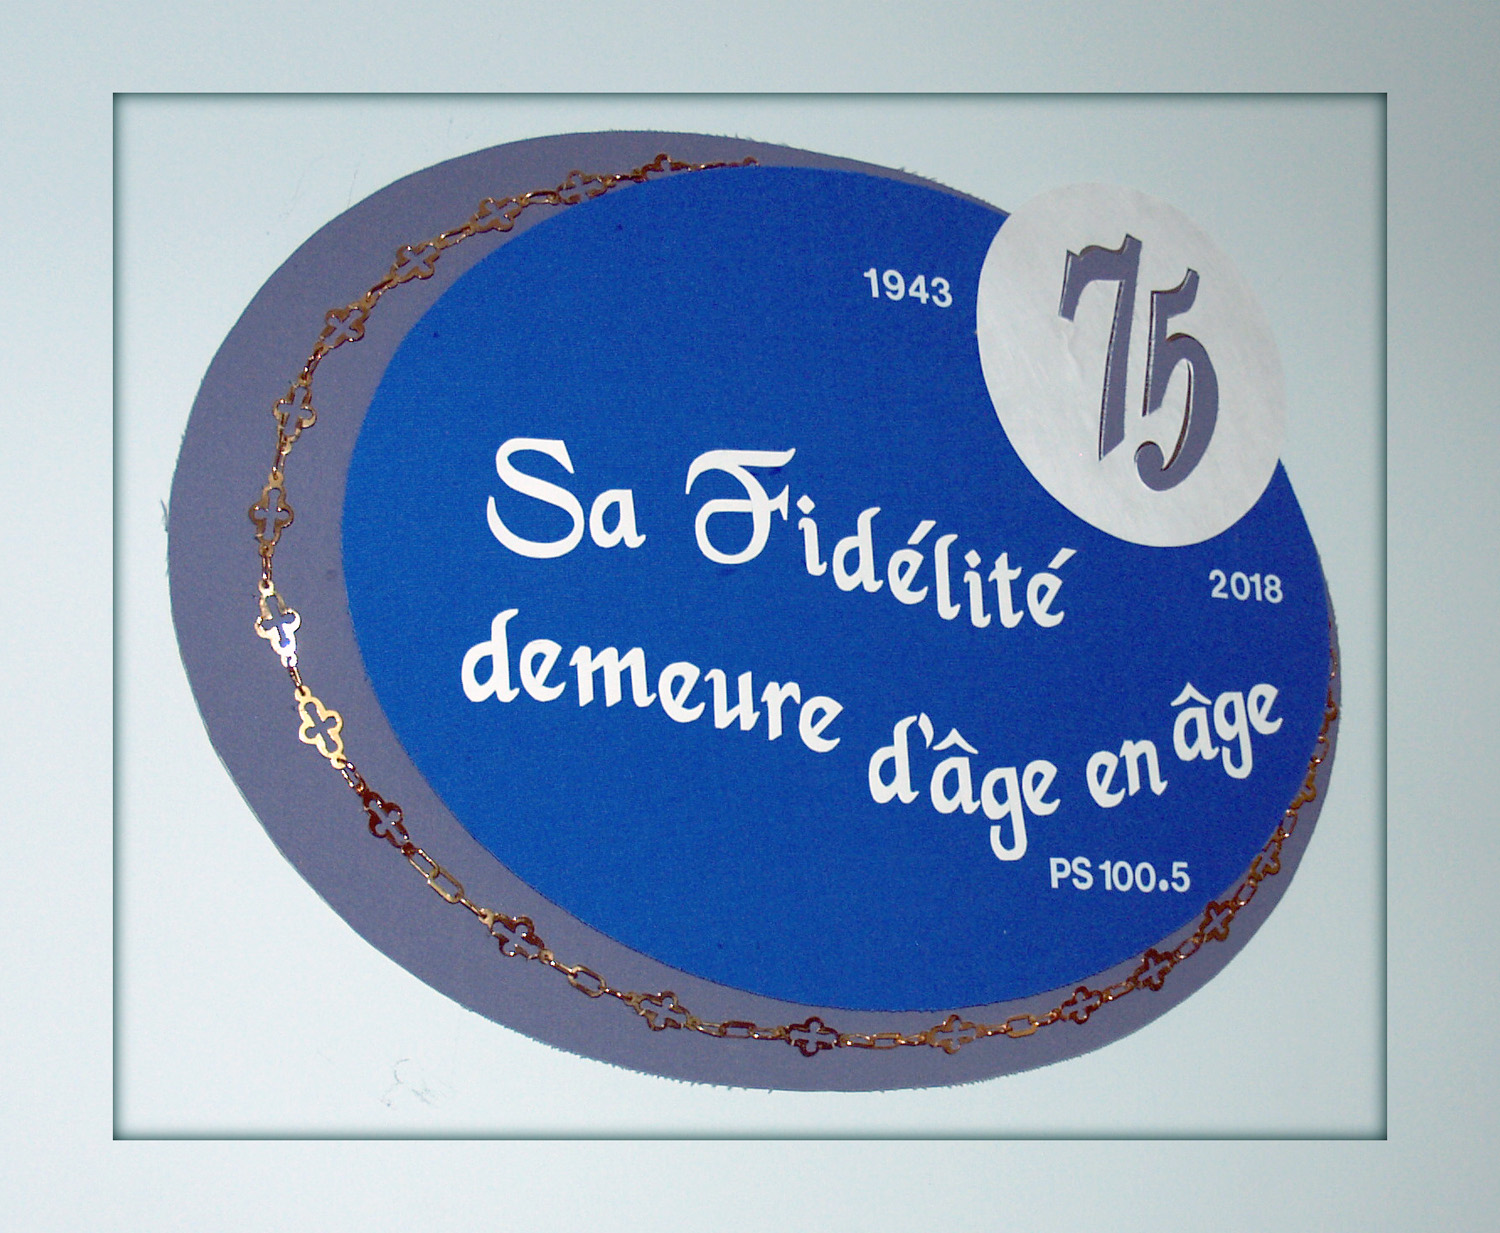 1943
75
Sa Fidélité
2018
demeure d'âge en âge
PS 100.5